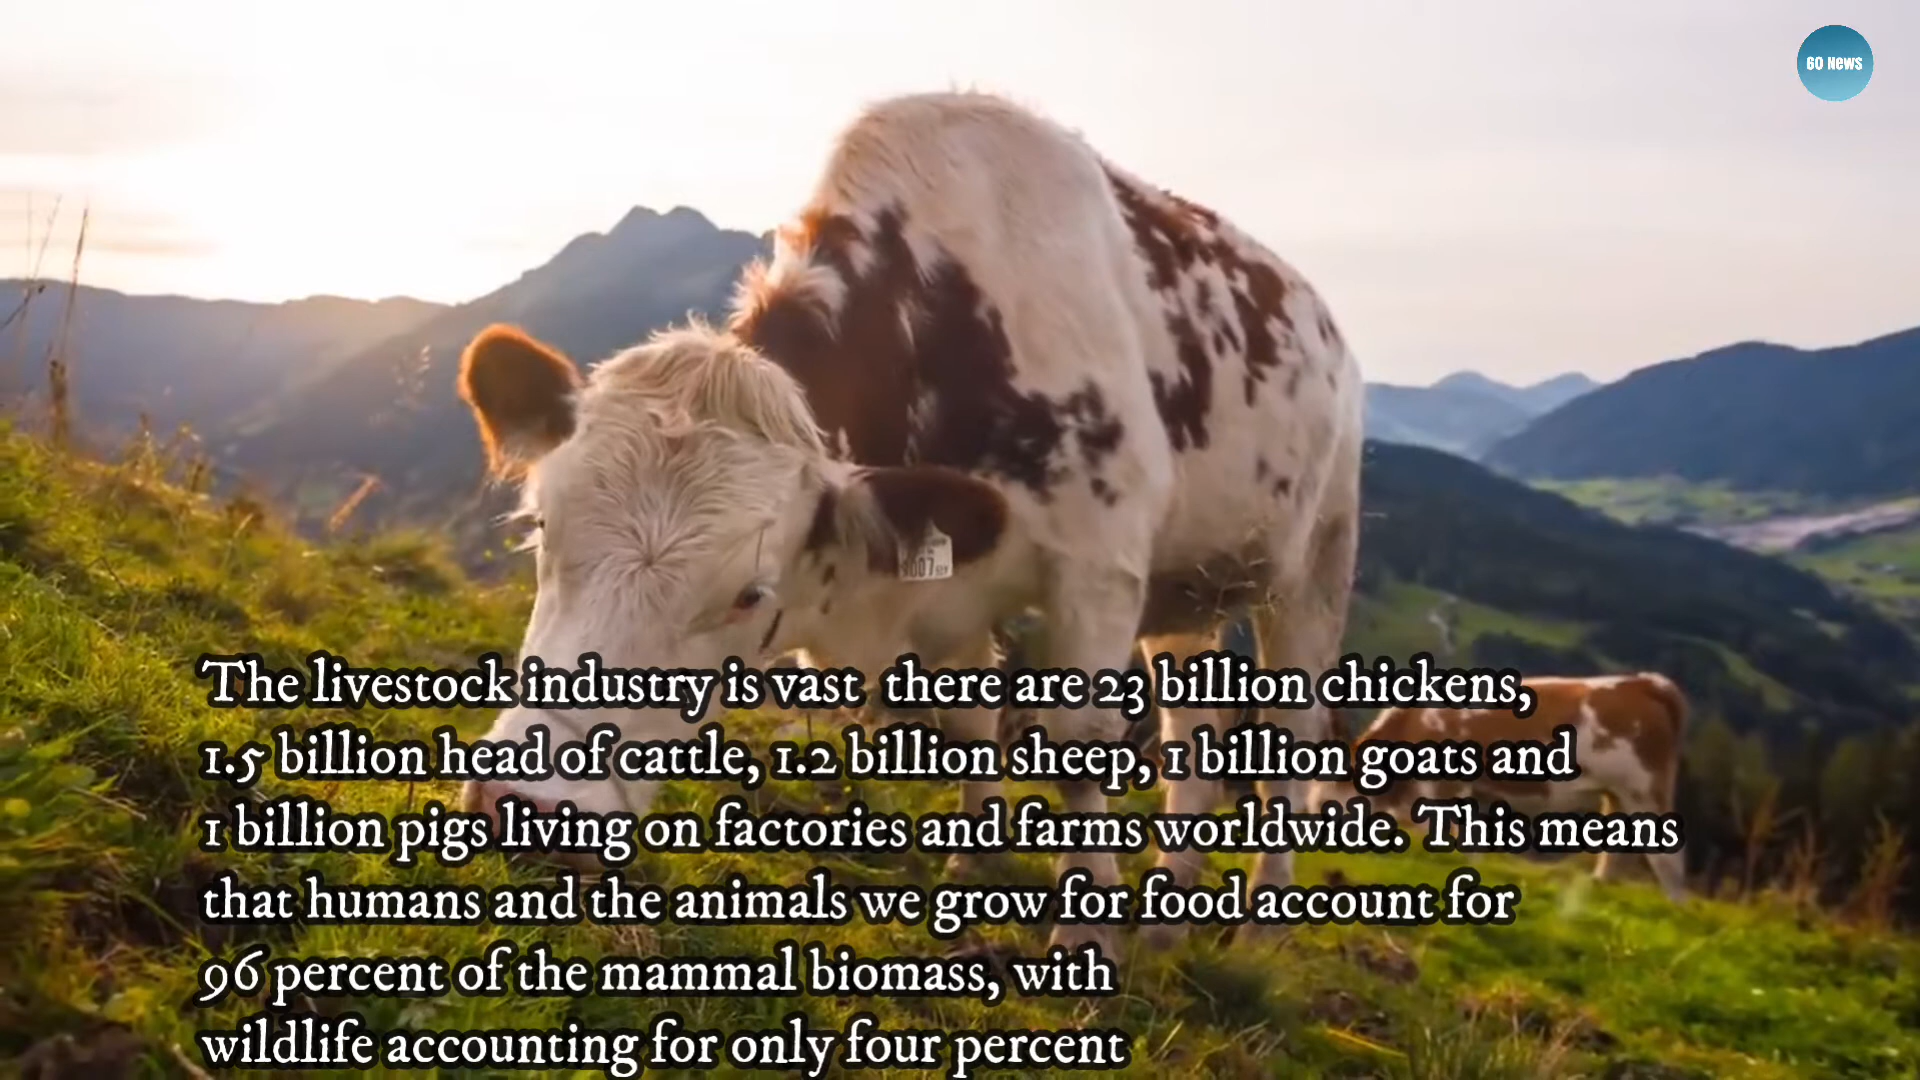 60 News
9007
The livestock industry is vast there are 23 billion chickens,
1.5 billion head of cattle, 1.2 billion sheep, 1 billion goats and
1 billion pigs living on factories and farms worldwide. This means
that humans and the animals we grow for food account for
96 percent of the mammal biomass, with
wildlife accounting for only four percent